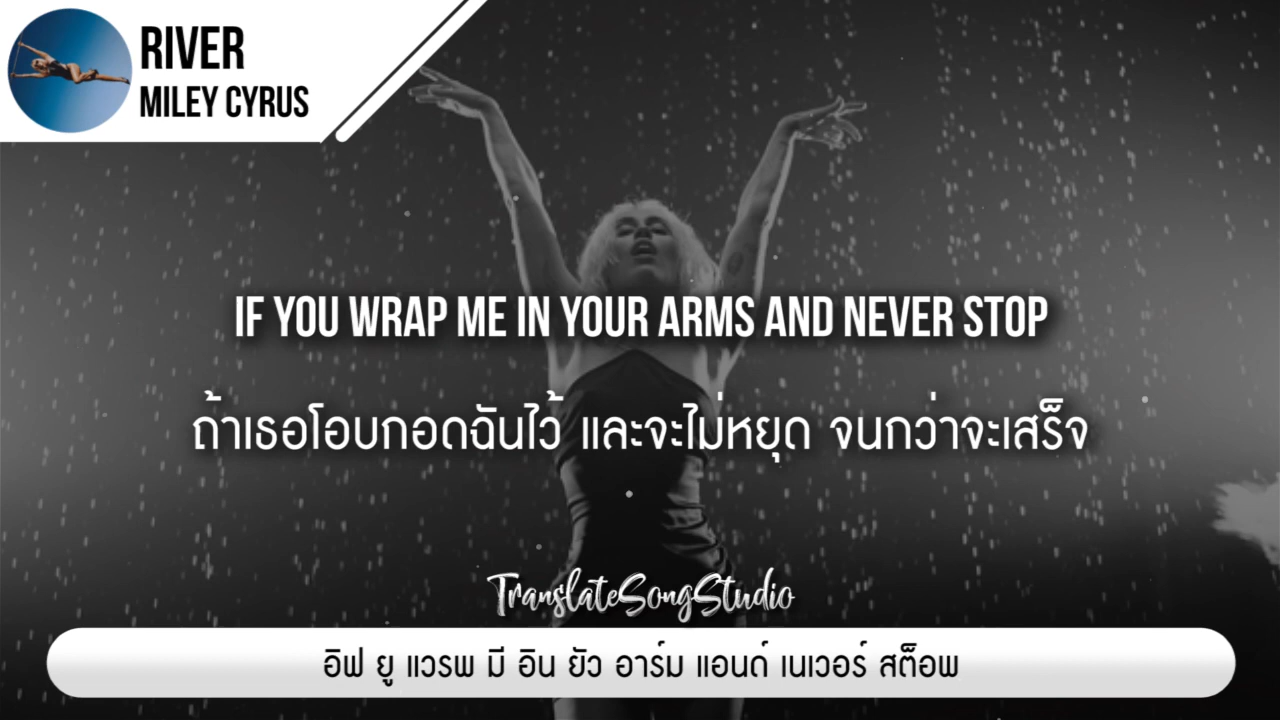 RIVER
MILEY CYRUS
IF YOU WRAP ME IN YOUR ARMS AND NEVER STOP
ถ้าเธอโอบกอดฉันไว้ และจะไม่หยุด จนกว่าจะเสร็จ
TranslateSongStudio
อิฟ ยู แวรพ มี อิน ยัว อาร์ม แอนด์ เนเวอร์ สต็อพ